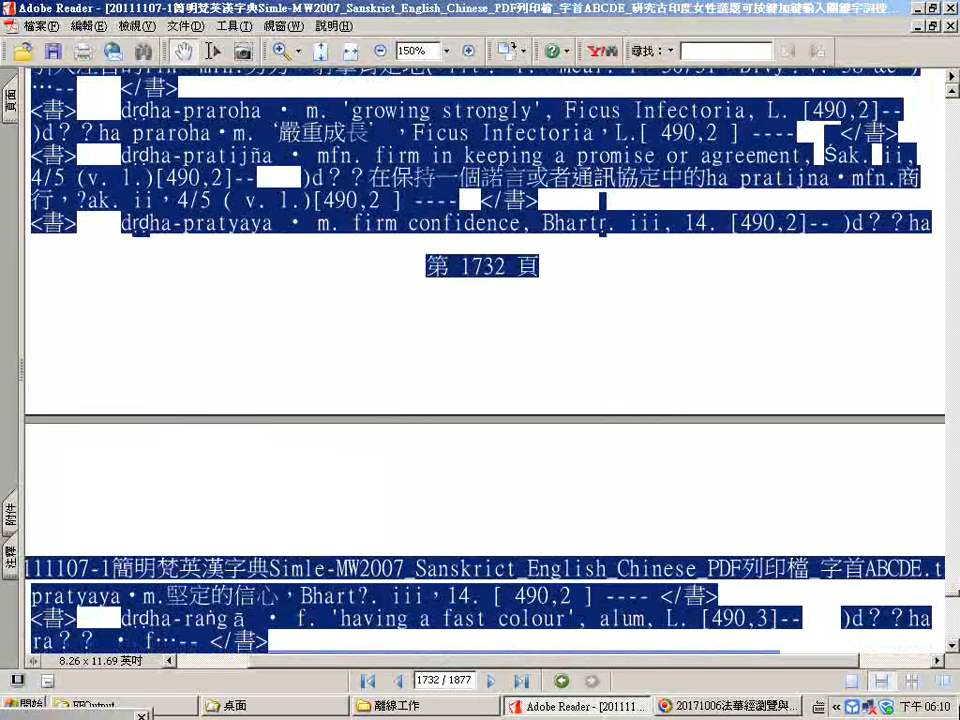 Adobe Reader - [20111107-1簡明梵英漢字典Simle-MW2007_Sanskrict_English_Chinese_PDF列印檔_字首ABCDE_研究古印度女性議題可按鍵加鍵輸入關鍵字詞搜...
檔案(F) 編輯(E) 檢視(V) 文件(D) 工具(T) 視窗(W) 說明(H)
150% 尋找：
頁面
…-- </書>
<書> dṛḍha-praroha ‧ m. 'growing strongly', Ficus Infectoria, L. [490,2]--
)d？？ha praroha‧m.‘嚴重成長’，Ficus Infectoria，L.[ 490,2 ] ---- </書>
<書> dṛḍha-pratijña ‧ mfn. firm in keeping a promise or agreement, Śak. ii,
4/5 (v. l.)[490,2]-- )d？？在保持一個諾言或者通訊協定中的ha pratijna‧mfn.商
行，?ak. ii，4/5 ( v. l.)[490,2 ] ---- </書>
<書> dṛḍha-pratyaya ‧ m. firm confidence, Bhartṛ. iii, 14. [490,2]-- )d？？ha
第 1732 頁
附件
註釋
111107-1簡明梵英漢字典Simle-MW2007_Sanskrict_English_Chinese_PDF列印檔_字首ABCDE.t
pratyaya‧m.堅定的信心，Bhart?. iii，14. [ 490,2 ] ---- </書>
<書> dṛḍha-raṅgā ‧ f. 'having a fast colour', alum, L. [490,3]-- )d？？ha
ra？？ ‧ f…-- </書>
8.26 x 11.69 英吋
1732 / 1877
開始 FFOutput 桌面 離線工作 Adobe Reader - [201111... 20171006法華經瀏覽與... 下午 06:10